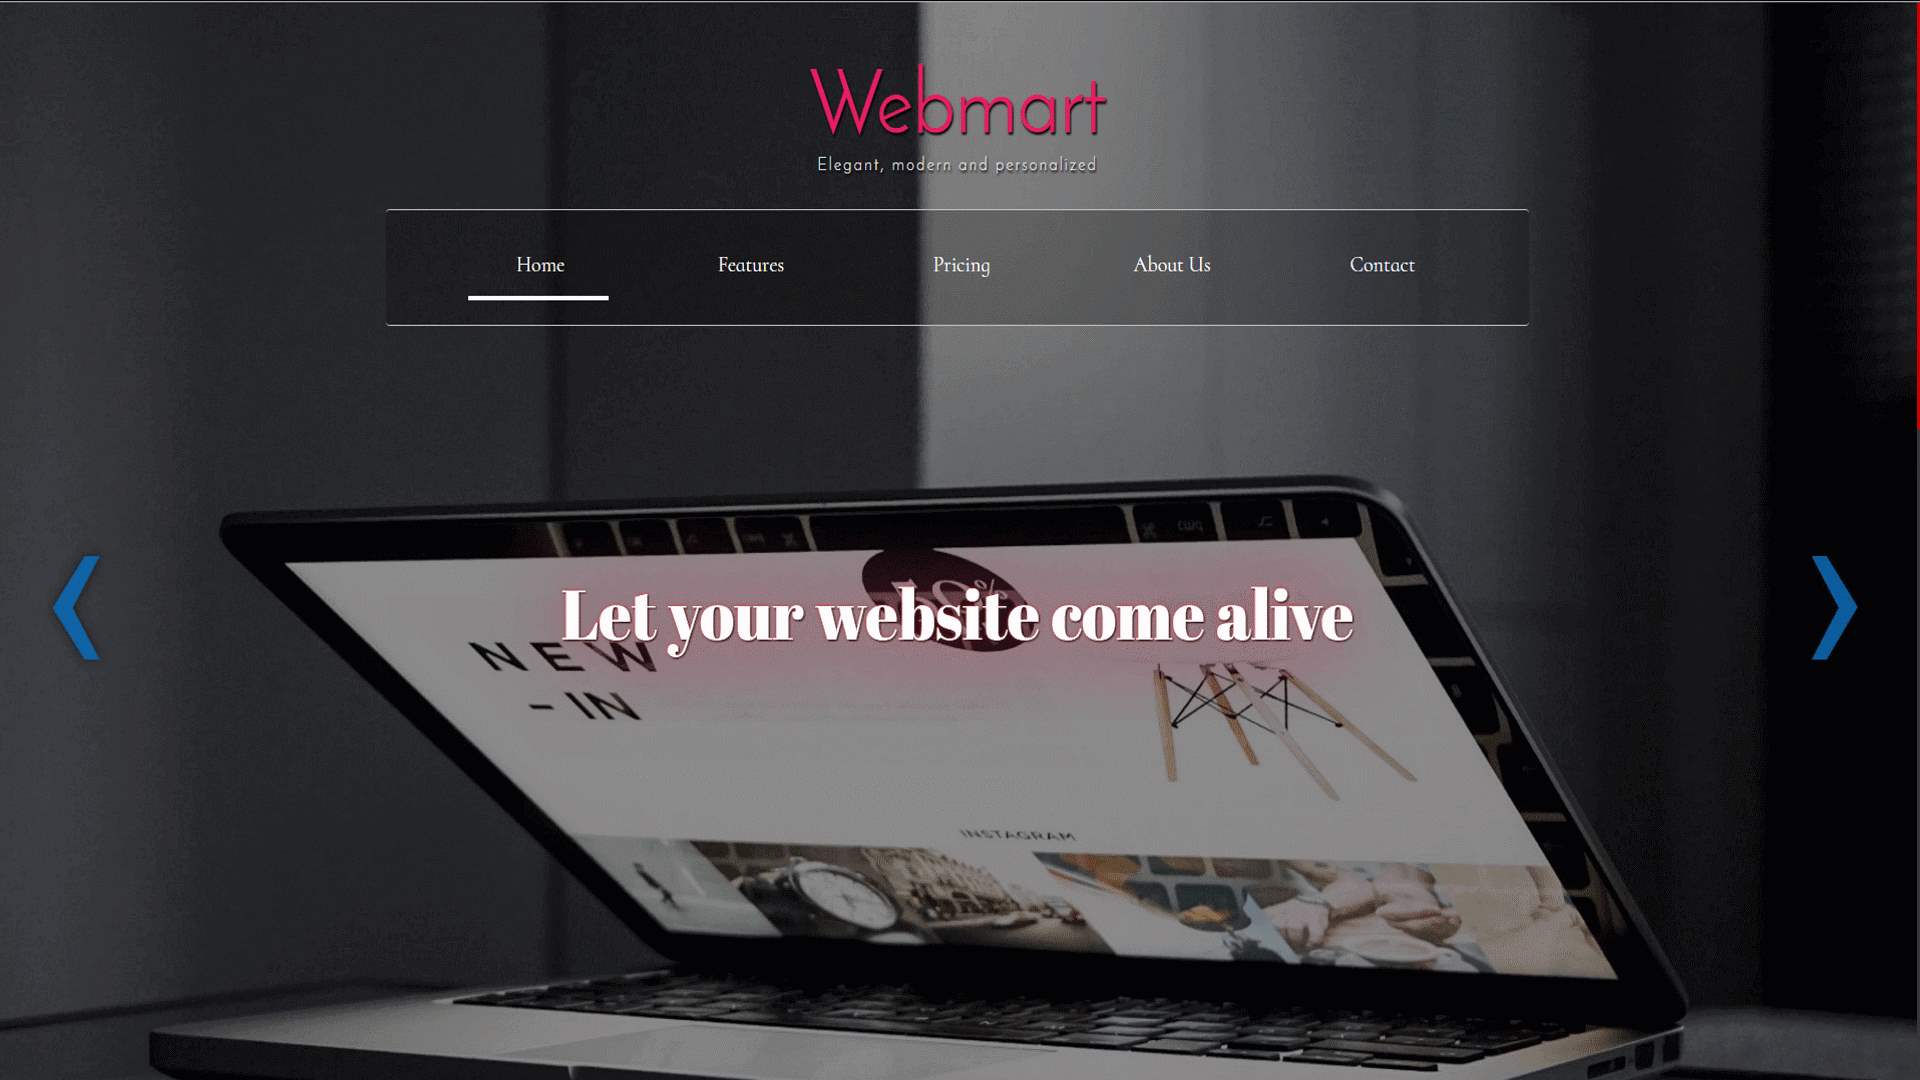 Webmart
Elegant, modern and personalized
Home
Features
Pricing
About Us
Contact
Let your website come alive
NEW
- IN
INSTAGRAM